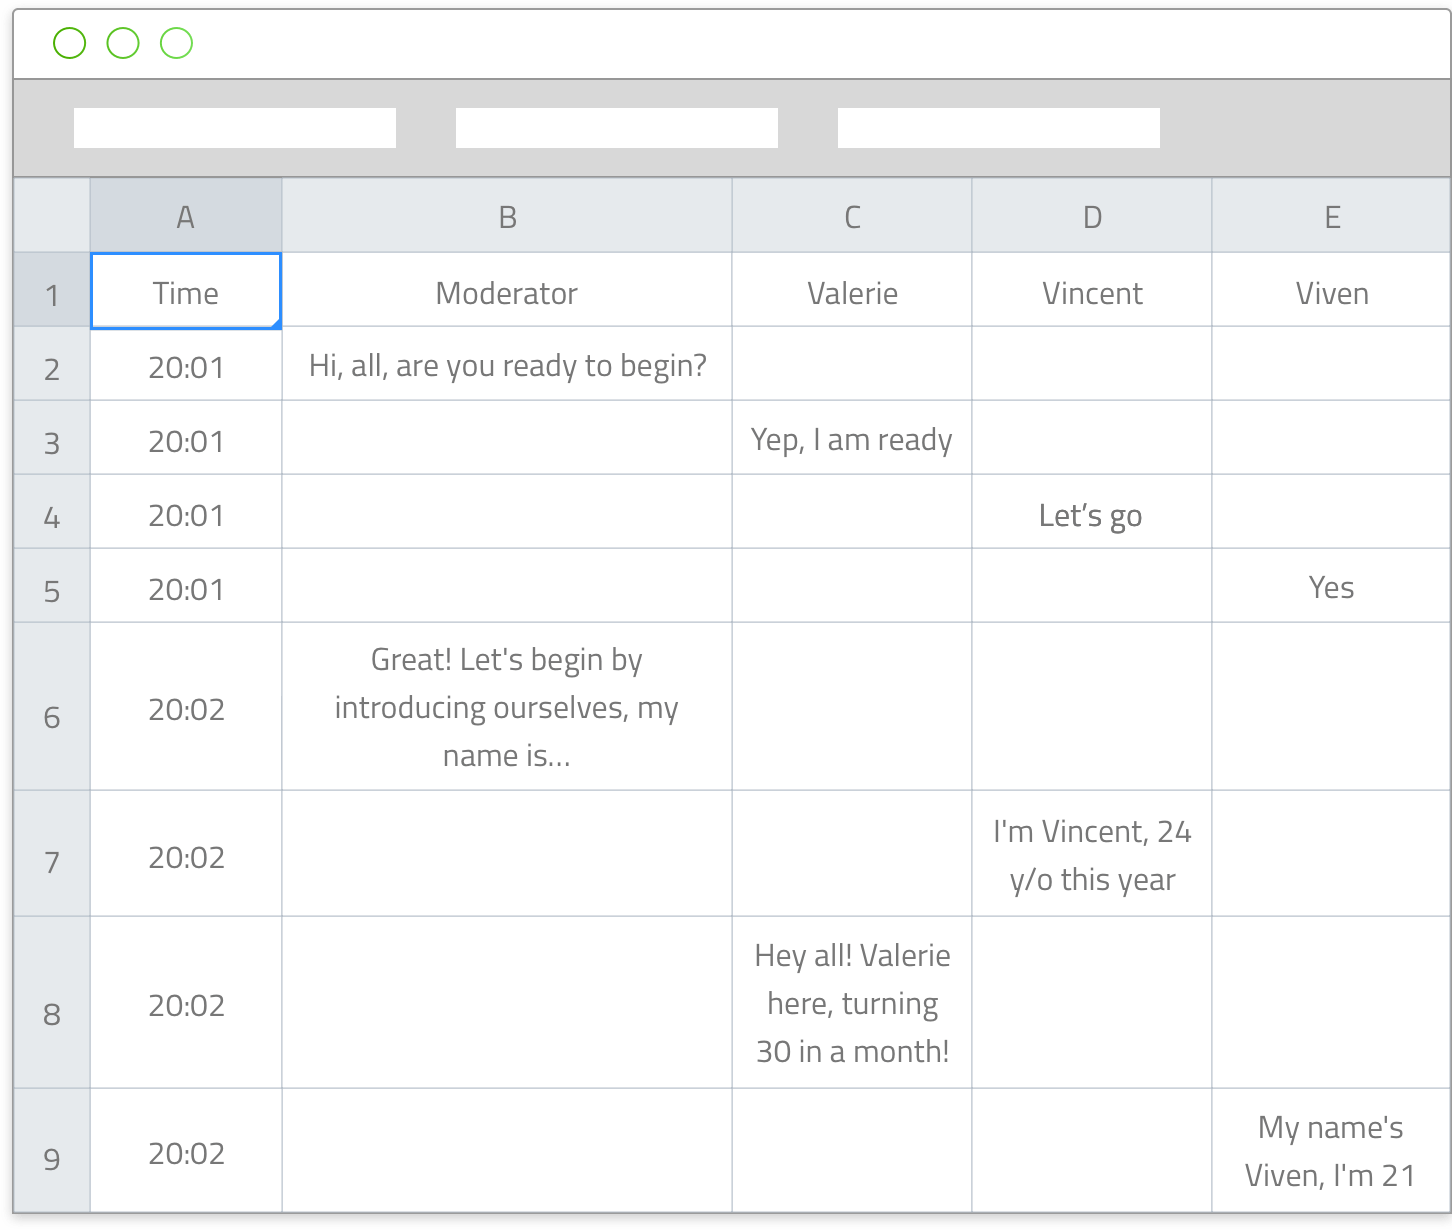 A B C D E
1 Time Moderator Valerie Vincent Viven
2 20:01 Hi, all, are you ready to begin?
3 20:01 Yep, I am ready
4 20:01 Let’s go
5 20:01 Yes
6 20:02 Great! Let's begin by
introducing ourselves, my
name is...
7 20:02 I'm Vincent, 24
y/o this year
8 20:02 Hey all! Valerie
here, turning
30 in a month!
9 20:02 My name's
Viven, I'm 21